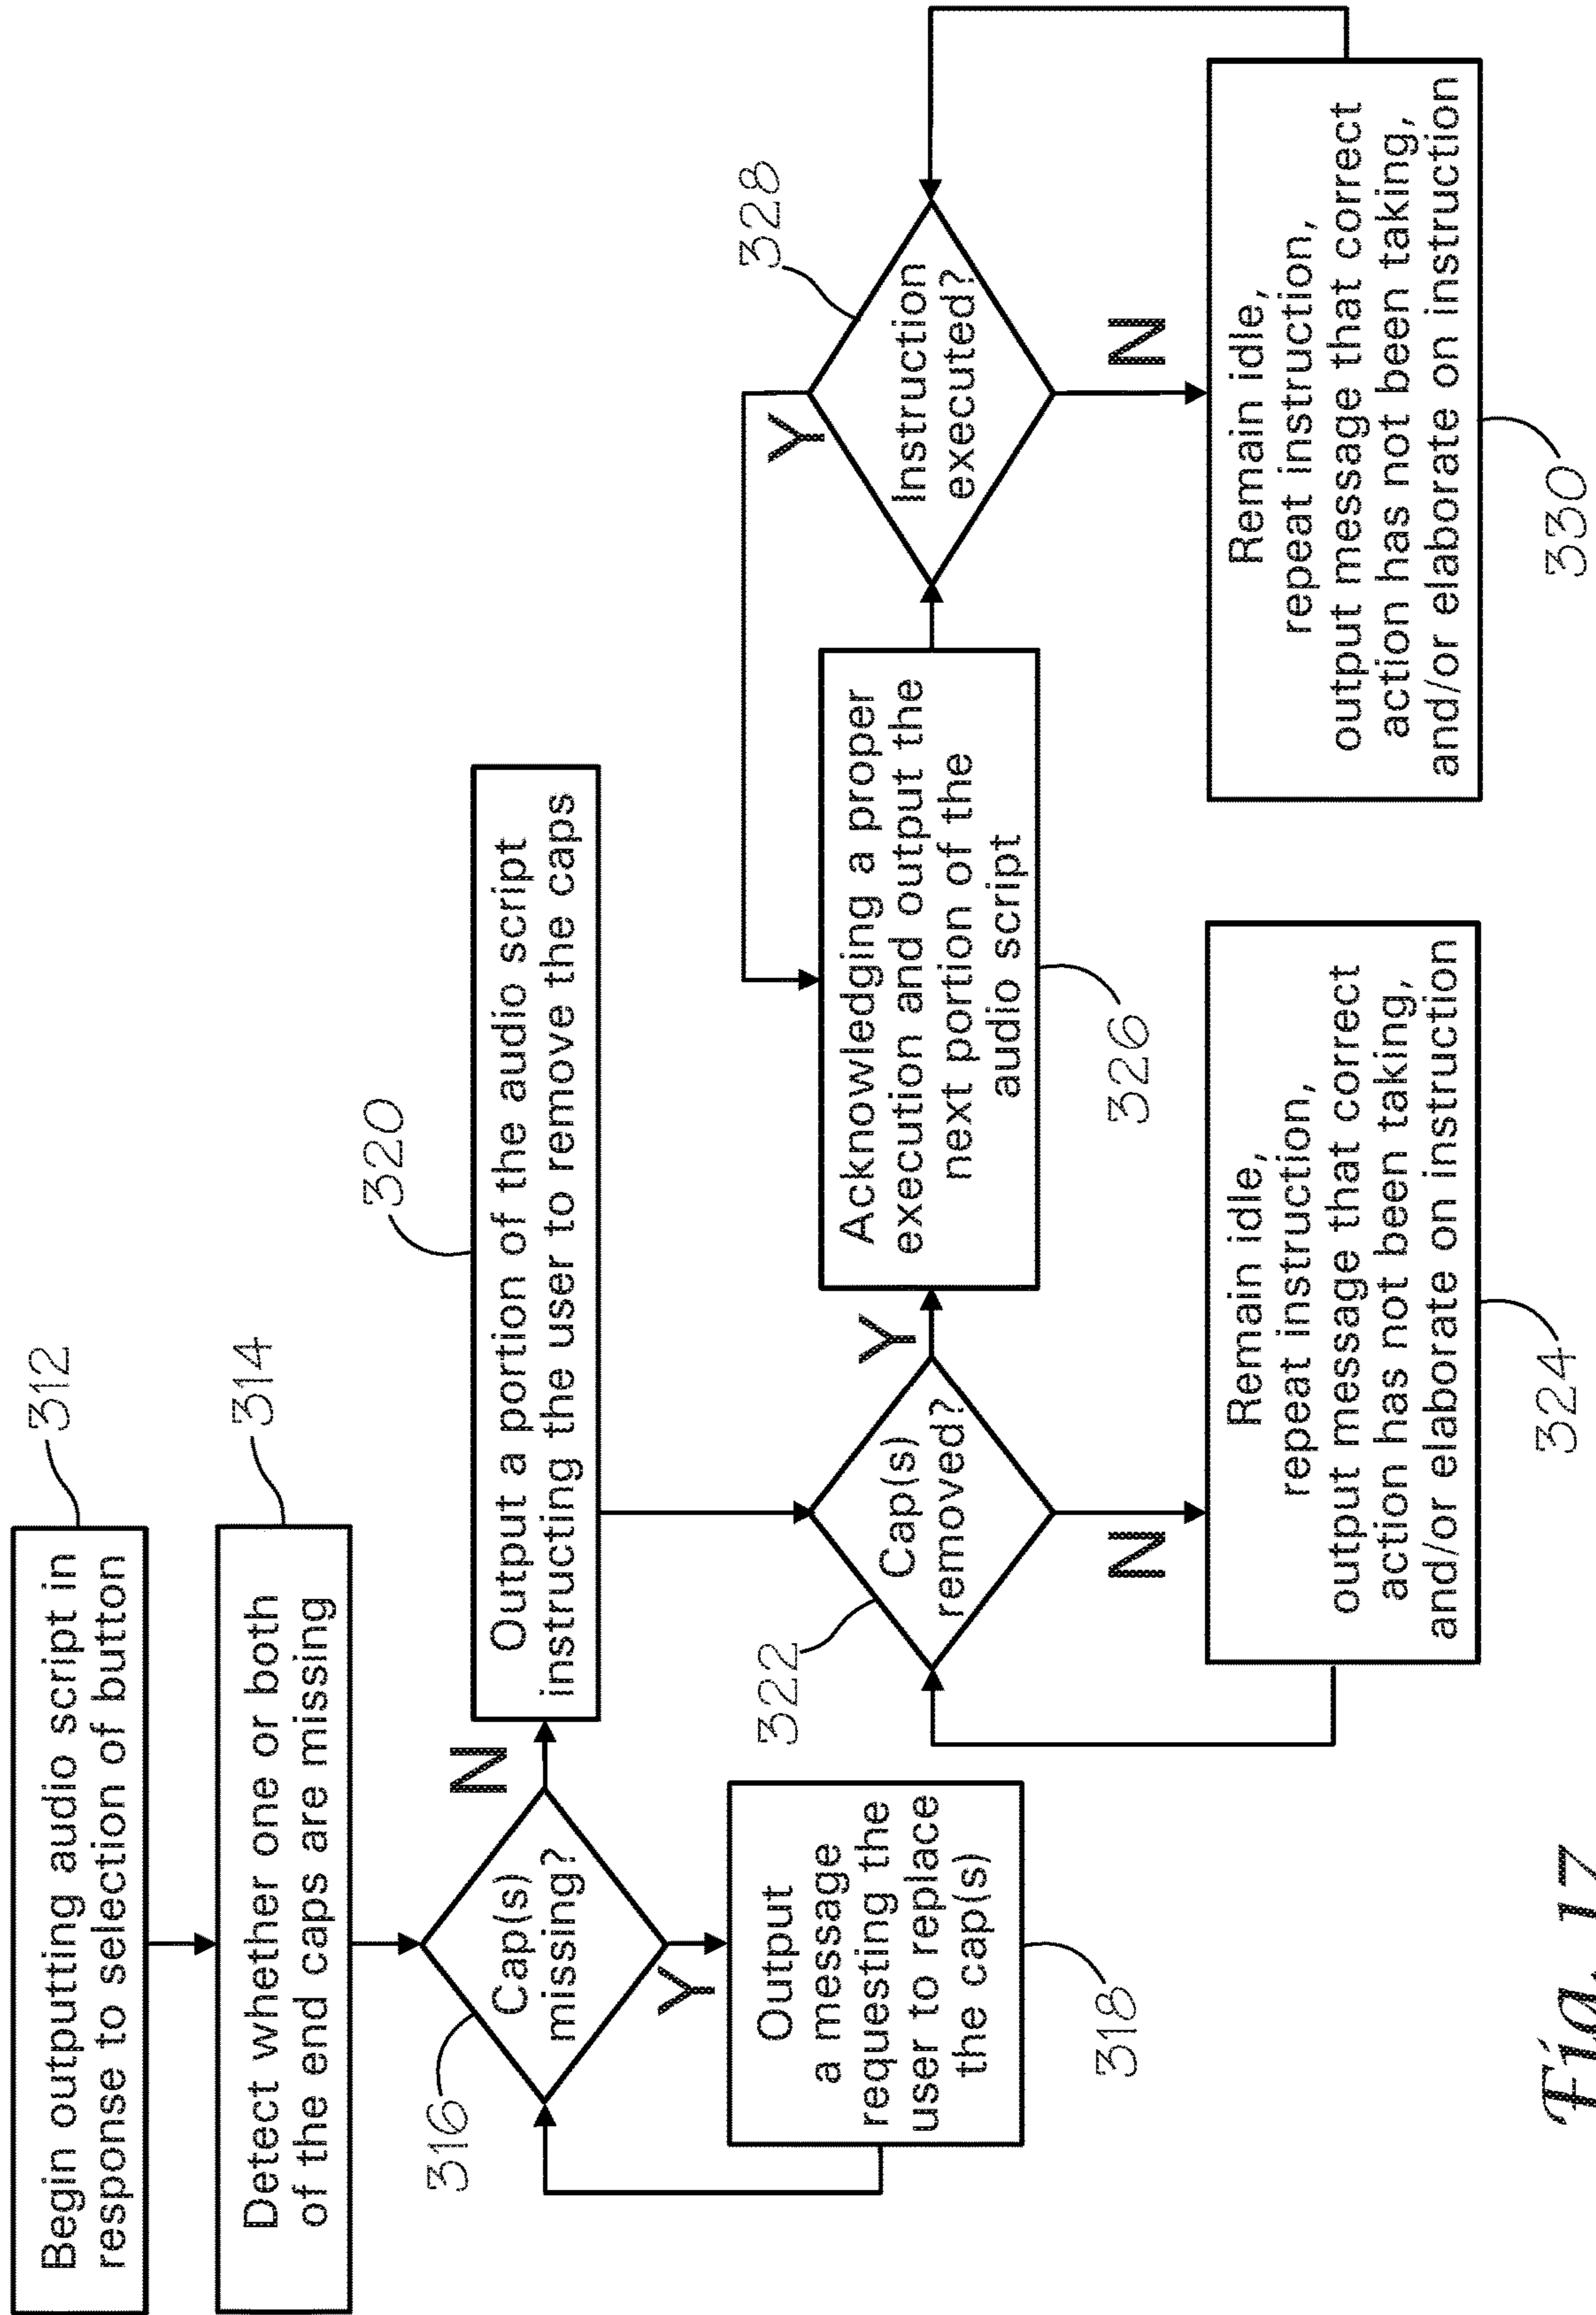 Begin outputting audio script in
response to selection of button
312
Detect whether one or both
of the end caps are missing
314
Cap(s)
missing?
316
N
Y
Output
a message
requesting the
user to replace
the cap(s)
318
Output a portion of the audio script
instructing the user to remove the caps
320
Cap(s)
removed?
322
Y
N
Remain idle,
repeat instruction,
output message that correct
action has not been taking,
and/or elaborate on instruction
324
Acknowledging a proper
execution and output the
next portion of the
audio script
326
Instruction
executed?
328
Y
N
Remain idle,
repeat instruction,
output message that correct
action has not been taking,
and/or elaborate on instruction
330
Fig. 17